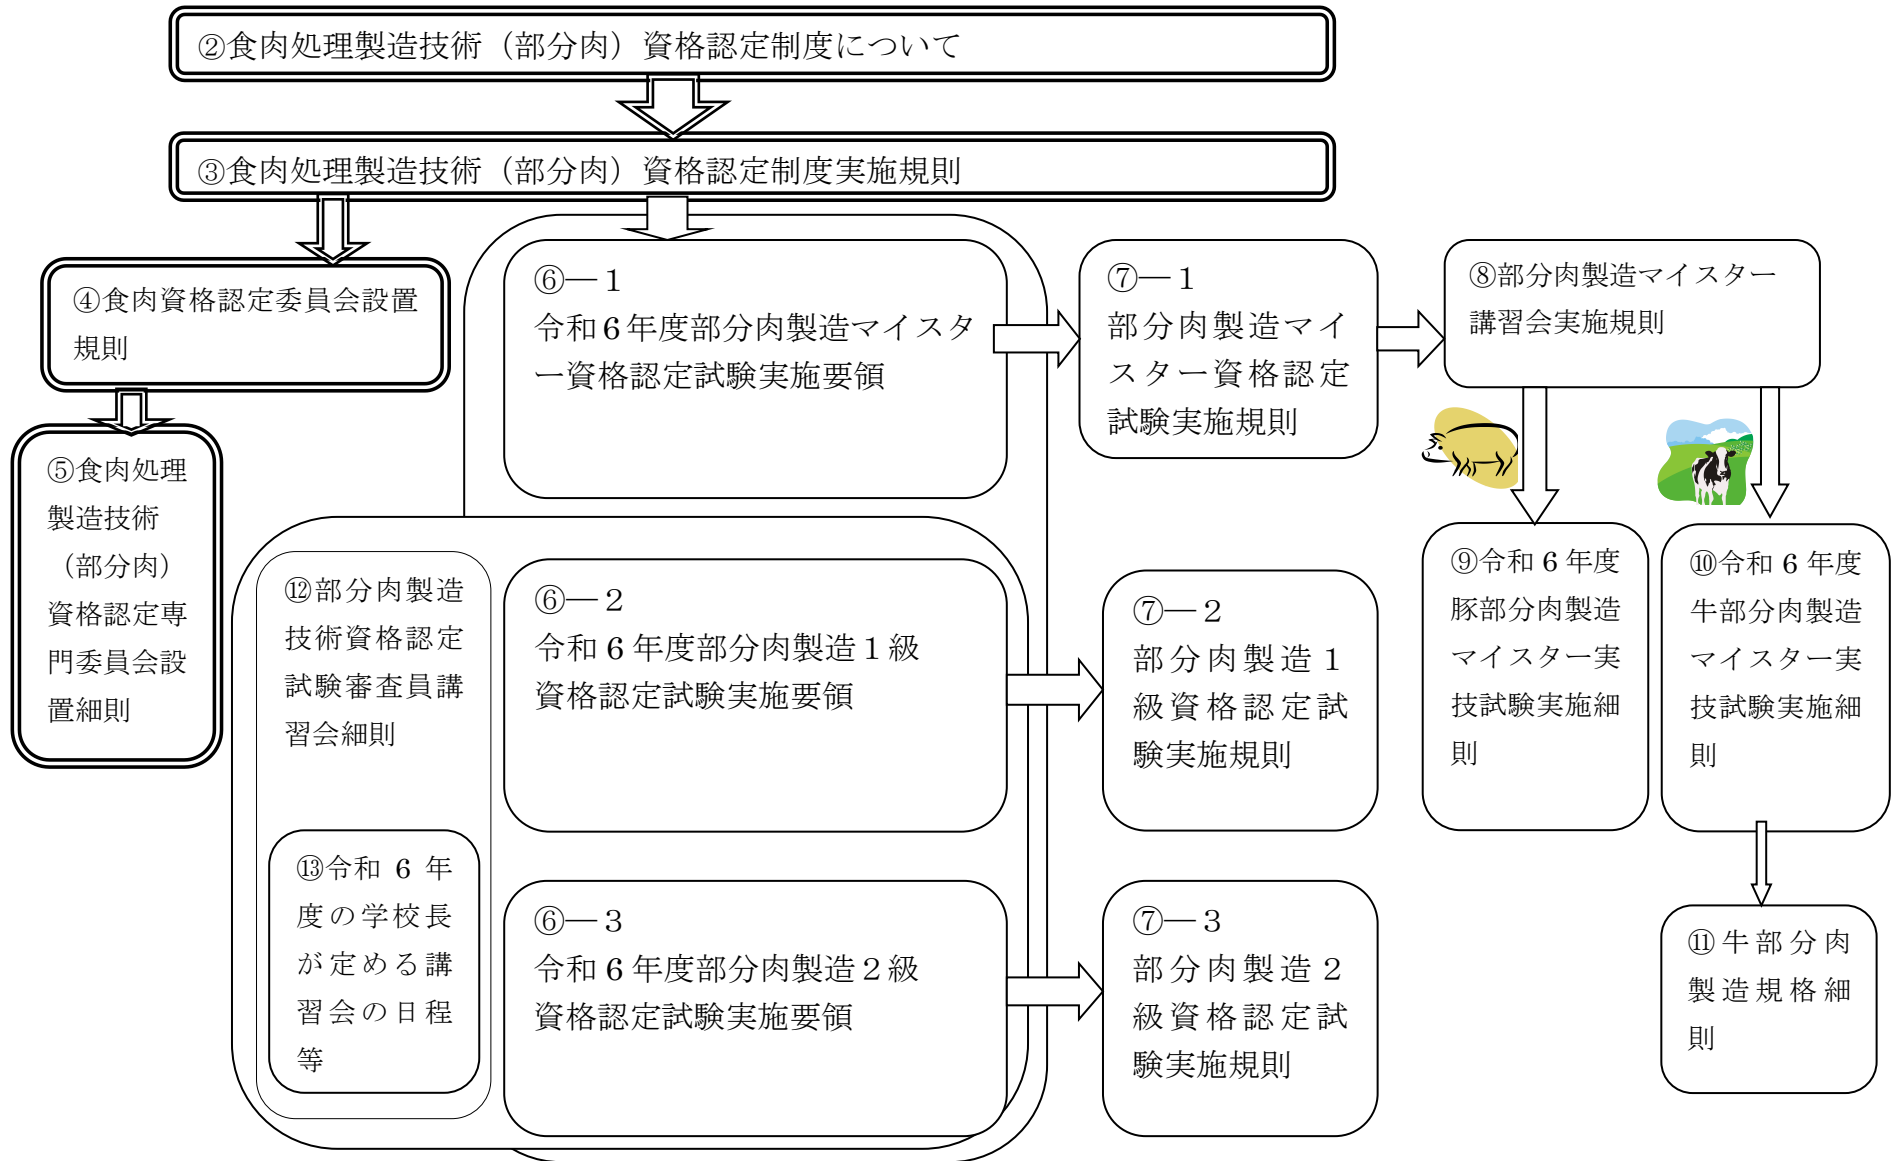 ②食肉処理製造技術（部分肉）資格認定制度について
③食肉処理製造技術（部分肉）資格認定制度実施規則
④食肉資格認定委員会設置
規則
⑤食肉処理
製造技術
（部分肉）
資格認定専
門委員会設
置細則
⑥―１
令和６年度部分肉製造マイスタ
ー資格認定試験実施要領
⑦―１
部分肉製造マイ
スター資格認定
試験実施規則
⑧部分肉製造マイスター
講習会実施規則
⑨令和 6 年度
豚部分肉製造
マイスター実
技試験実施細
則
⑩令和 6 年度
牛部分肉製造
マイスター実
技試験実施細
則
⑪牛部分肉
製造規格細
則
⑫部分肉製造
技術資格認定
試験審査員講
習会細則
⑬令和 6 年
度の学校長
が定める講
習会の日程
等
⑥―２
令和 6 年度部分肉製造１級
資格認定試験実施要領
⑦―２
部分肉製造１
級資格認定試
験実施規則
⑥―３
令和 6 年度部分肉製造２級
資格認定試験実施要領
⑦―３
部分肉製造２
級資格認定試
験実施規則